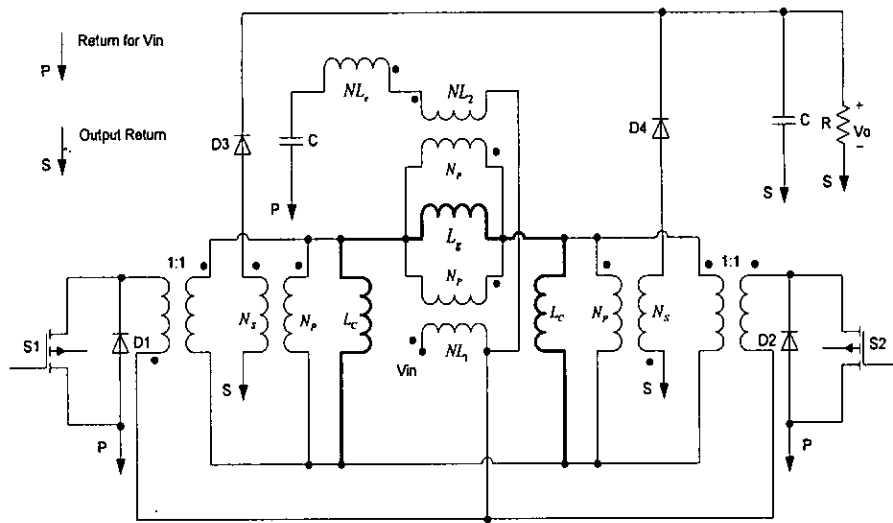 Return for Vin
P
Output Return
S
NLe
NL2
D3
C
P
NP
D4
C
R
+
Vo
−
S
S
1:1
Lg
1:1
NP
NS
NP
LC
LC
NP
NS
S1
D1
Vin
NL1
D2
S2
S
S
P
P